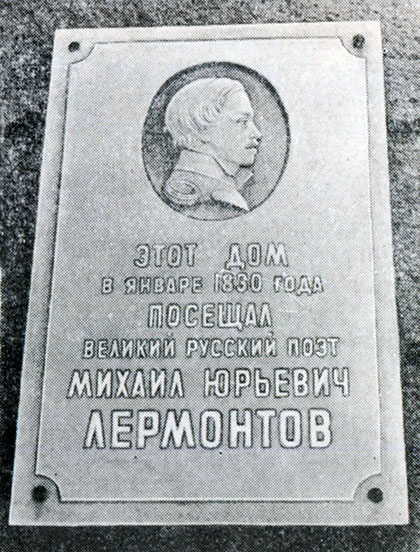 ЭТОТ ДОМ
В ЯНВАРЕ 1830 ГОДА
ПОСЕЩАЛ
ВЕЛИКИЙ РУССКИЙ ПОЭТ
МИХАИЛ ЮРЬЕВИЧ
ЛЕРМОНТОВ